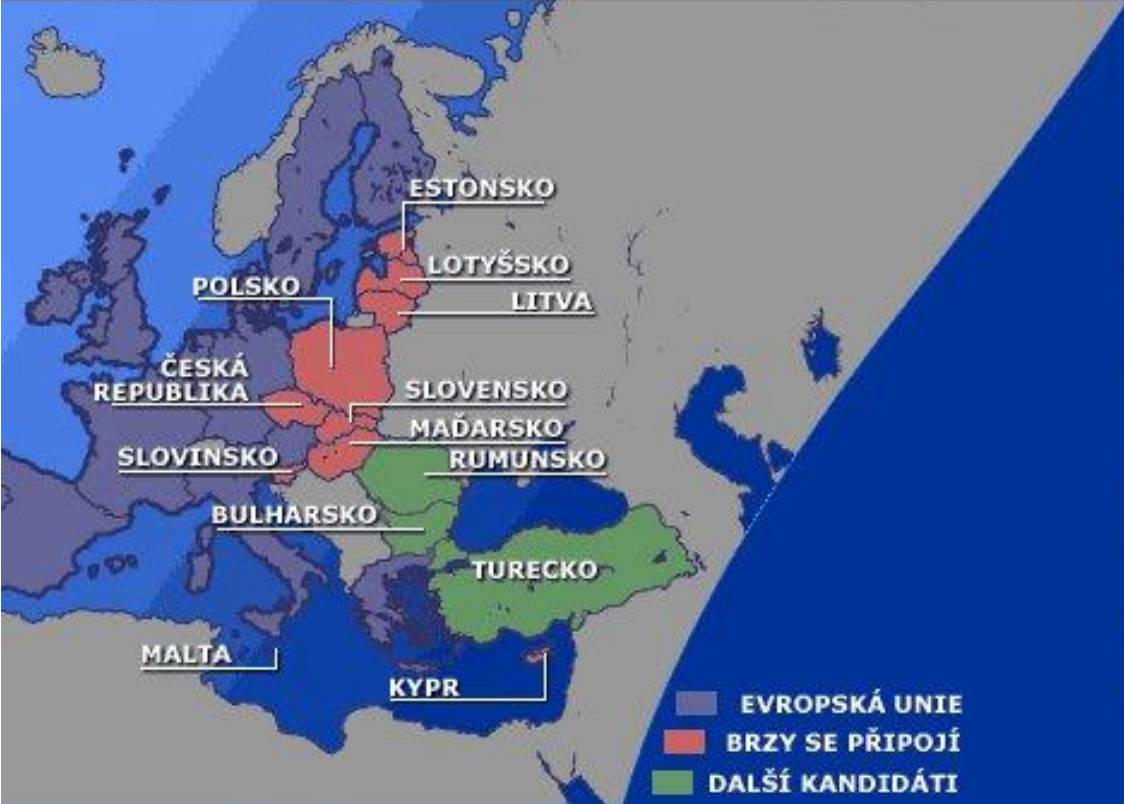 ESTONSKO
LOTYŠSKO
POLSKO
LITVA
ČESKÁ
REPUBLIKA
SLOVENSKO
MAĎARSKO
SLOVINSKO
RUMUNSKO
BULHARSKO
TURECKO
MALTA
KYPR
EVROPSKÁ UNIE
BRZY SE PŘIPOJÍ
DALŠÍ KANDIDÁTI